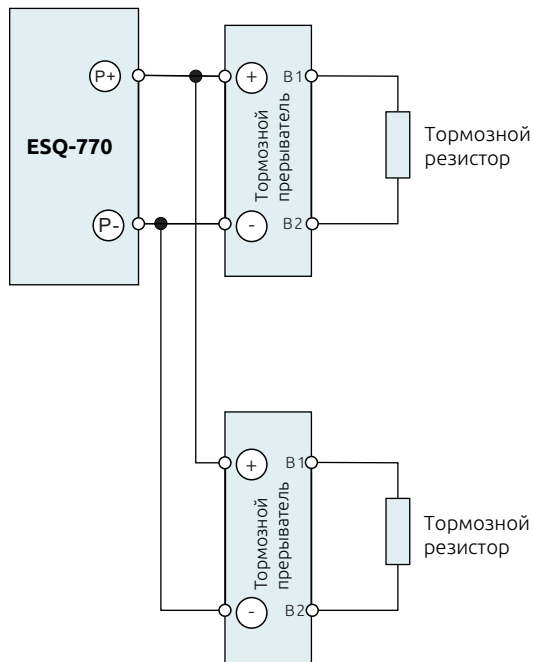 P+
ESQ-770
P-
+
-
Тормозной
прерыватель
B1
B2
Тормозной
резистор
+
-
Тормозной
прерыватель
B1
B2
Тормозной
резистор